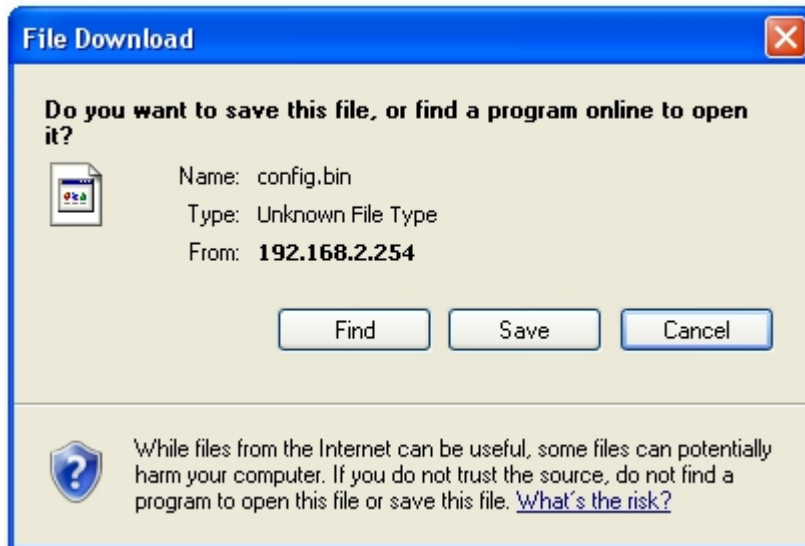 File Download
Do you want to save this file, or find a program online to open
it?
Name: config.bin
Type: Unknown File Type
From: 192.168.2.254
Find Save Cancel
While files from the Internet can be useful, some files can potentially
harm your computer. If you do not trust the source, do not find a
program to open this file or save this file. What's the risk?